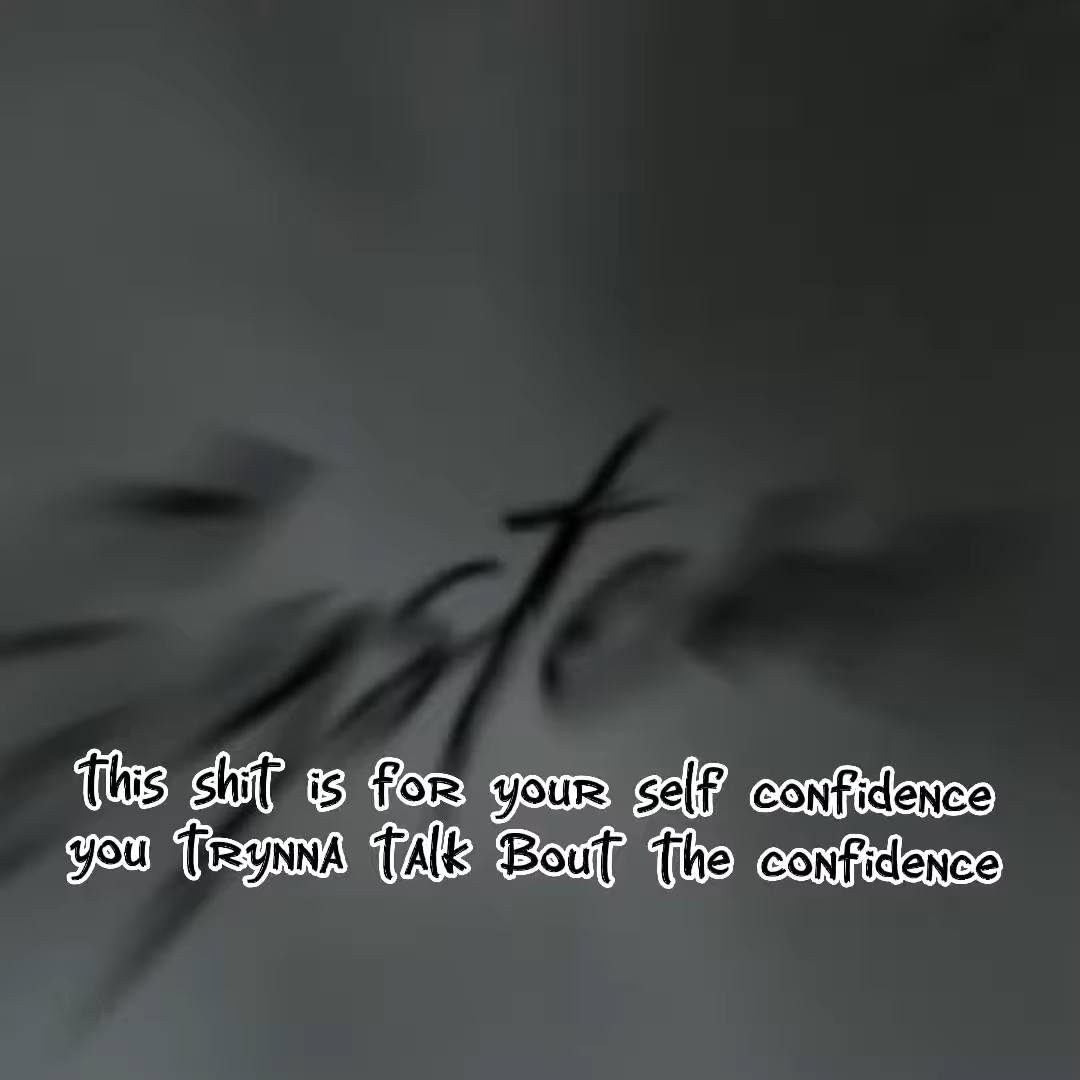 this shit is for your self confidence
you trynna talk Bout the confidence